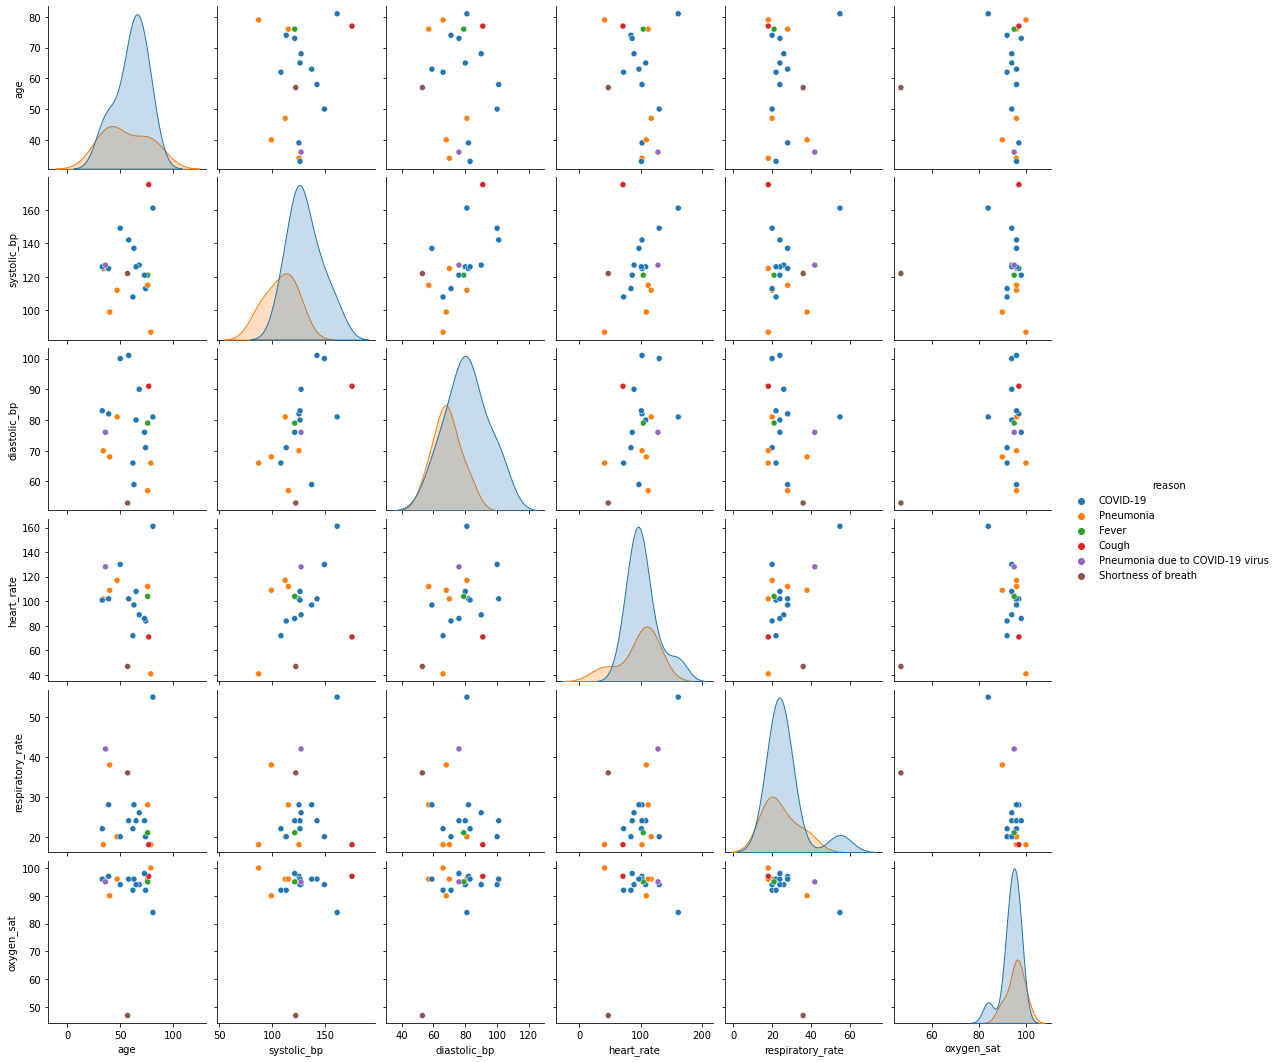 80
70
60
50
40
age
160
140
120
100
systolic_bp
100
90
80
70
60
diastolic_bp
160
140
120
100
80
60
40
heart_rate
50
40
30
20
respiratory_rate
100
90
80
70
60
50
oxygen_sat
0 50 100
age
50 100 150
systolic_bp
40 60 80 100 120
diastolic_bp
0 100 200
heart_rate
0 20 40 60
respiratory_rate
60 80 100
oxygen_sat
reason
COVID-19
Pneumonia
Fever
Cough
Pneumonia due to COVID-19 virus
Shortness of breath